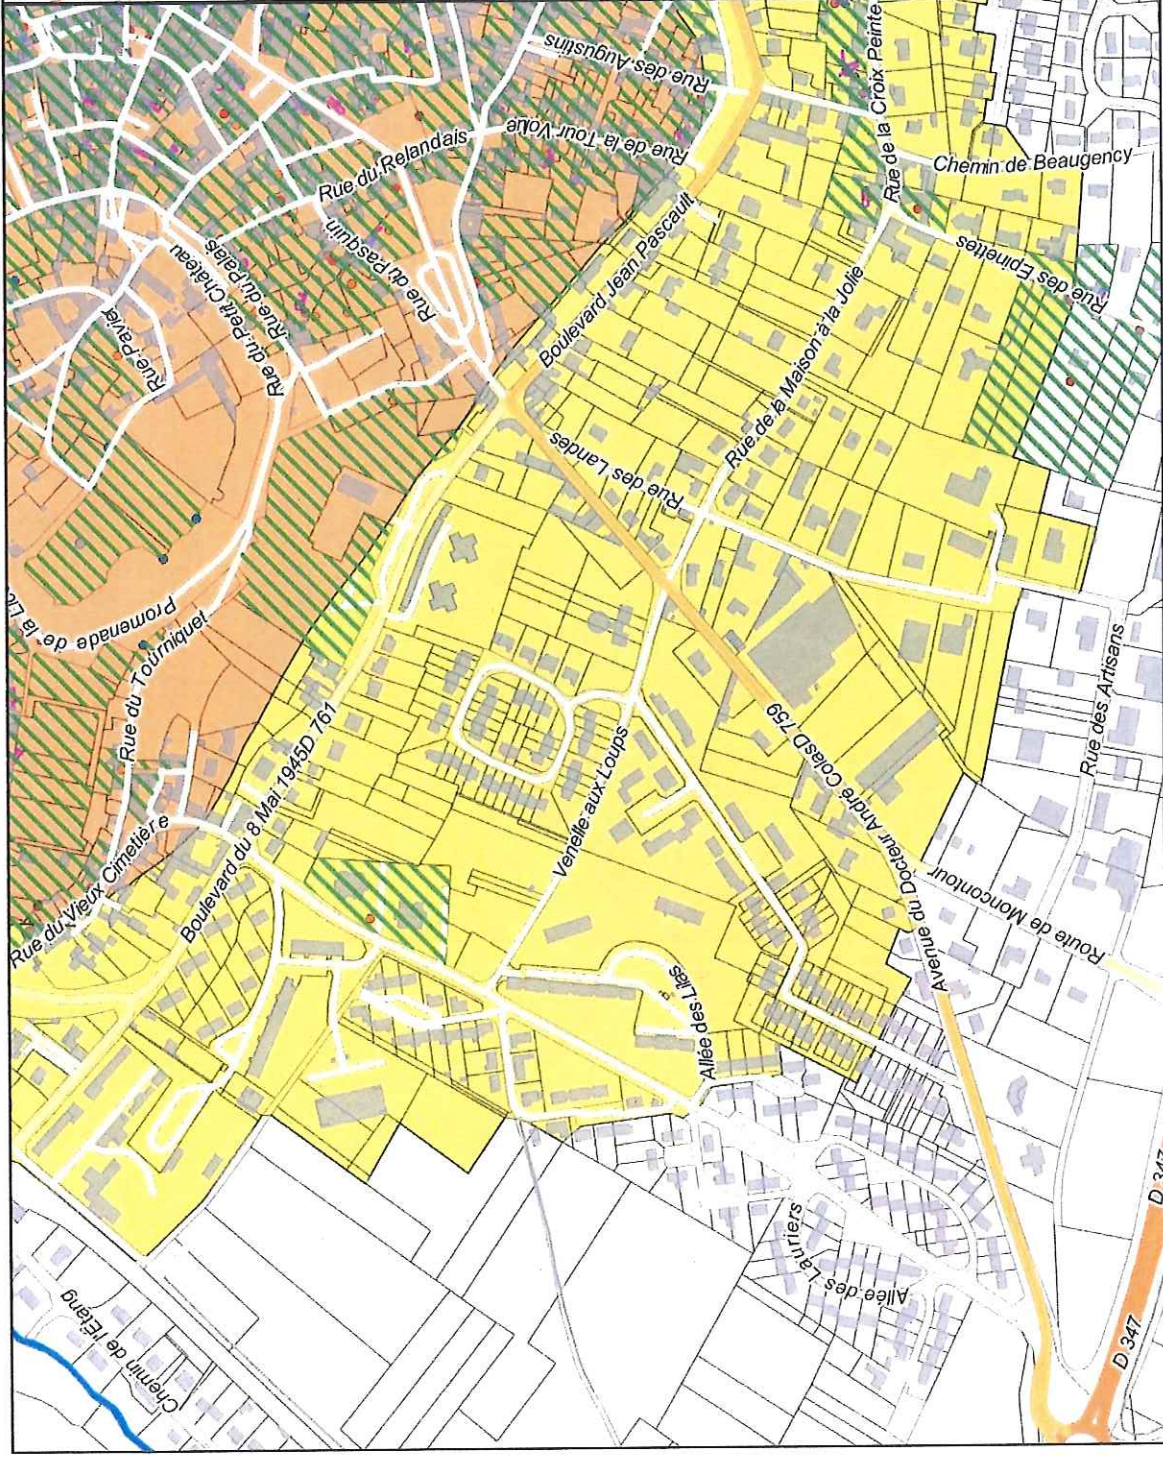 Rue des Augustins
Rue de la Croix Peinte
Rue de la Tour Volue
Rue du Relandais
Chemin de Beaugency
Rue du Pasquin
Rue du Palais
Rue du Petit Château
Rue Pavier
Boulevard Jean Pascault
Rue des Epinettes
Rue de la Maison à la Jolie
Rue des Landes
Promenade de la Lic
Rue du Tourniquet
Rue des Artisans
Boulevard du 8 Mai 1945D 761
Avenue du Docteur André ColasD 759
Venelle aux Loups
Rue du Vieux Cimetière
Route de Moncontour
Allée des Lilas
Allée des Lauriers
Chemin de l'Étang
D 347
D 347